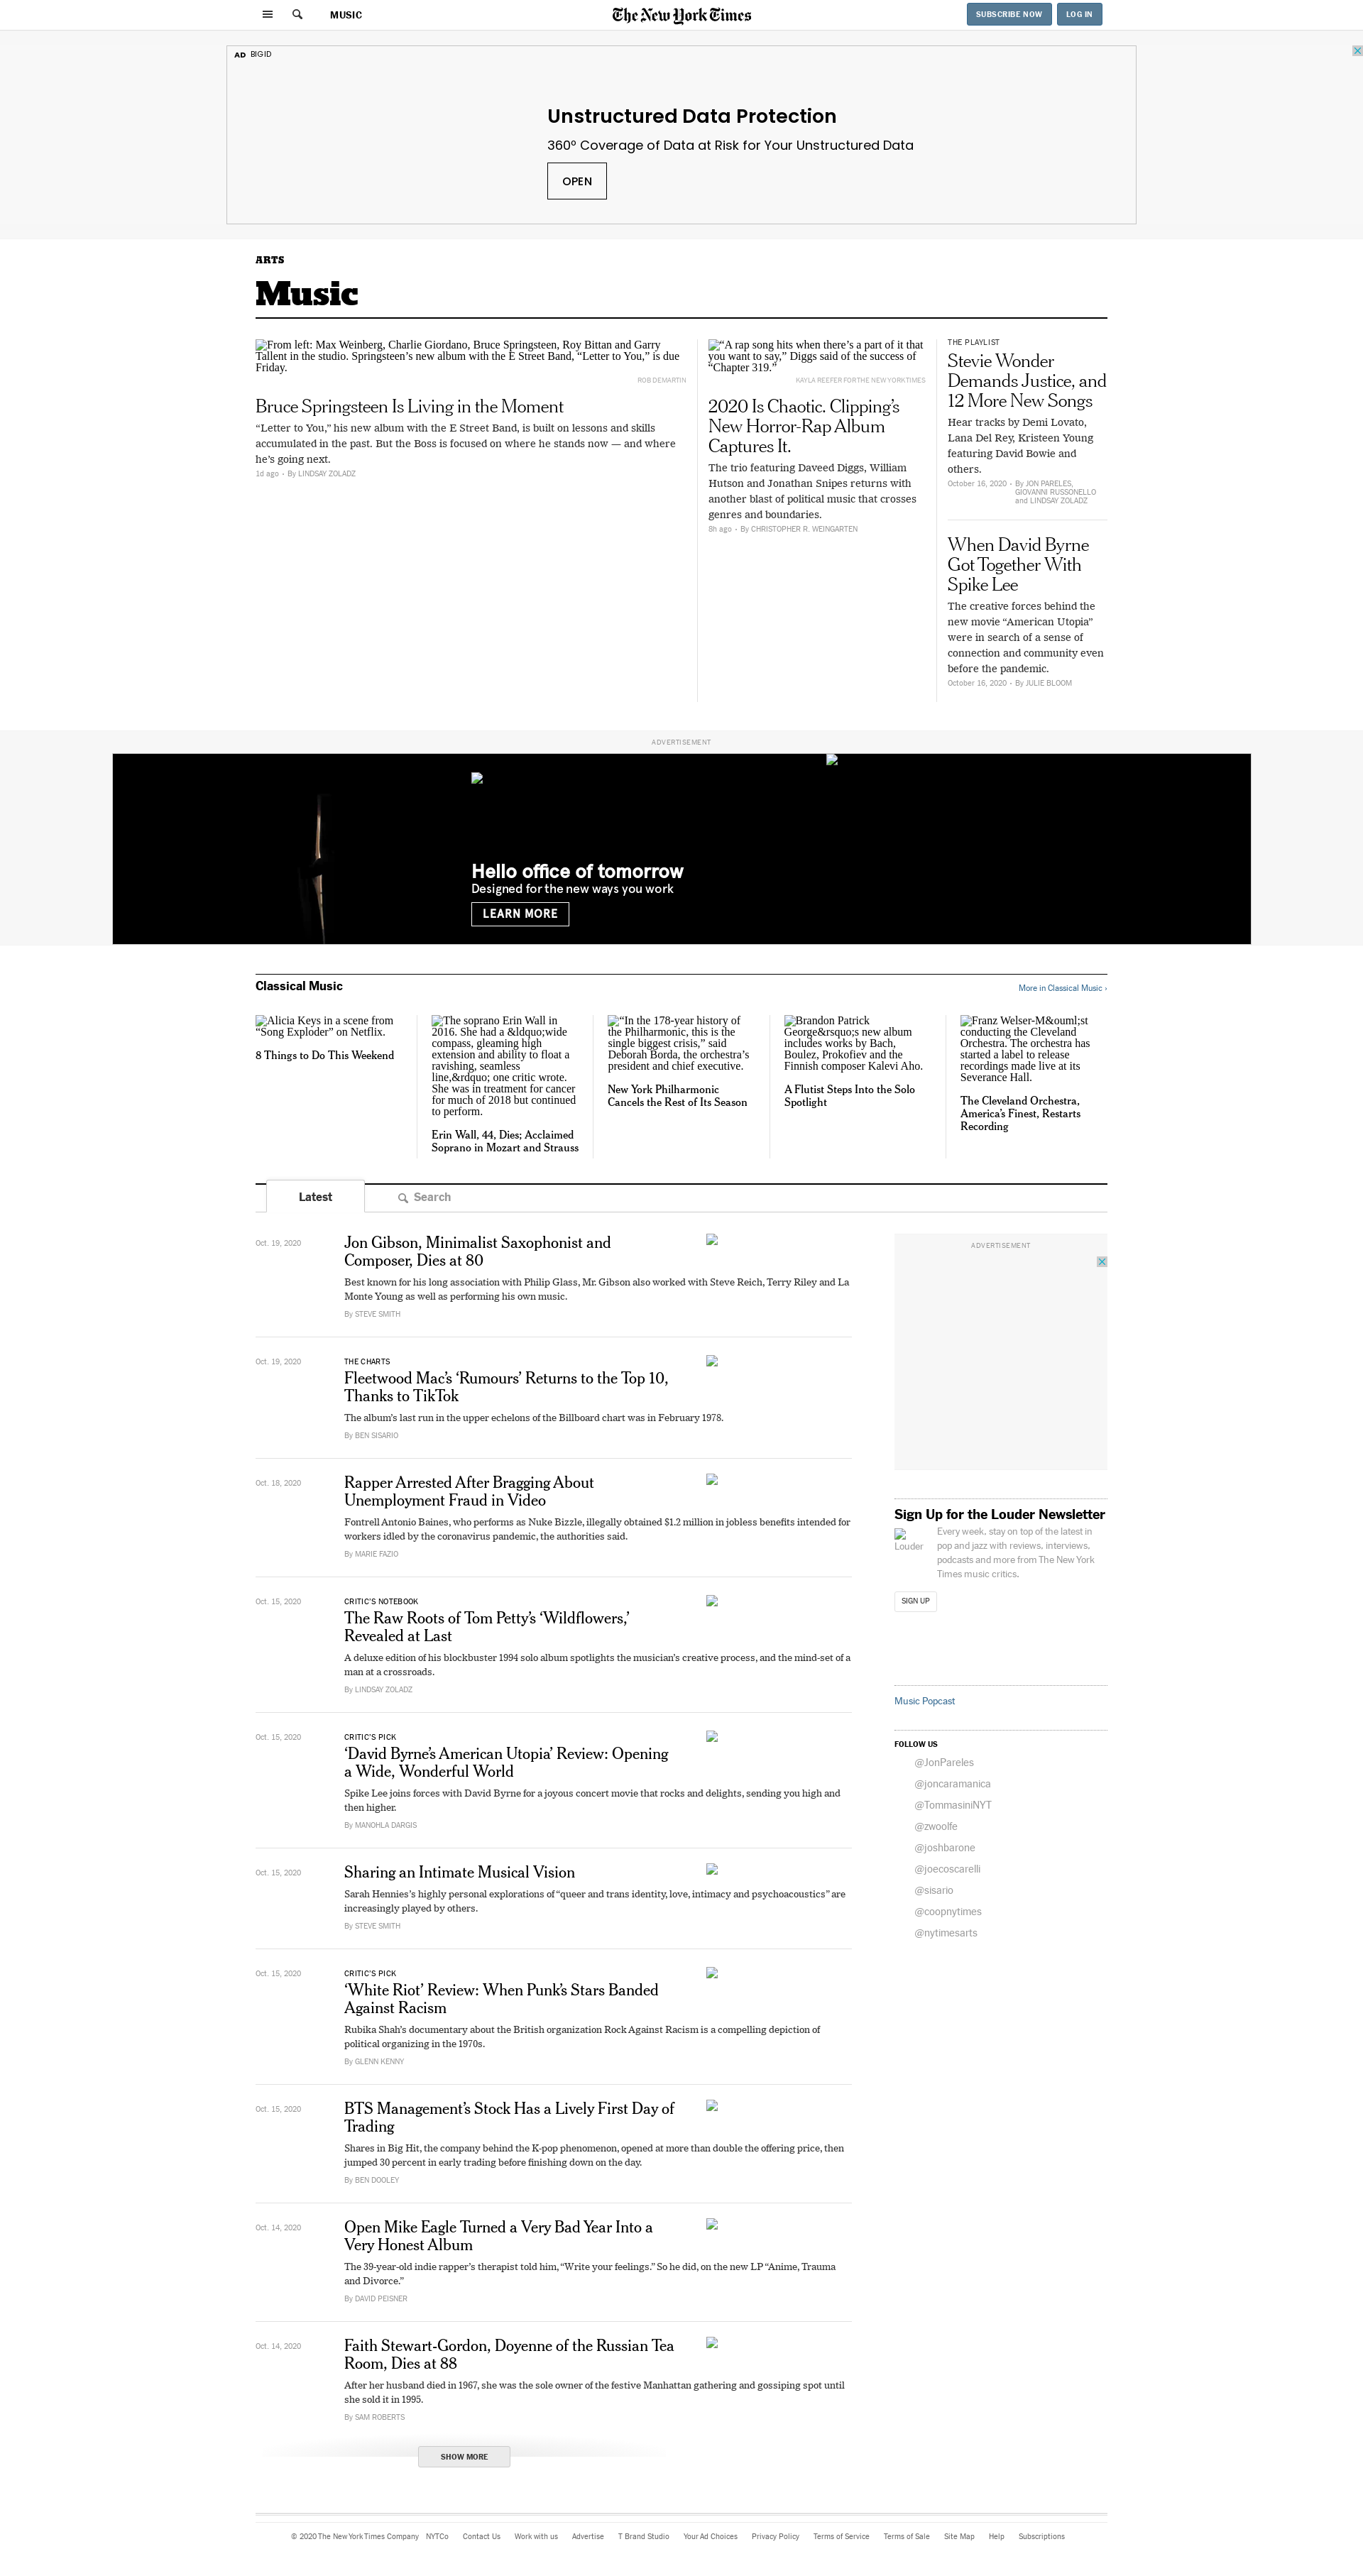 MUSIC
The New York Times
SUBSCRIBE NOW
LOG IN
AD BIGID
Unstructured Data Protection
360º Coverage of Data at Risk for Your Unstructured Data
OPEN
ARTS
Music
From left: Max Weinberg, Charlie Giordano, Bruce Springsteen, Roy Bittan and Garry
Tallent in the studio. Springsteen’s new album with the E Street Band, “Letter to You,” is due
Friday.
ROB DEMARTIN
Bruce Springsteen Is Living in the Moment
“Letter to You,” his new album with the E Street Band, is built on lessons and skills
accumulated in the past. But the Boss is focused on where he stands now — and where
he’s going next.
1d ago • By LINDSAY ZOLADZ
“A rap song hits when there’s a part of it that
you want to say,” Diggs said of the success of
“Chapter 319.”
KAYLA REEFER FOR THE NEW YORK TIMES
2020 Is Chaotic. Clipping’s
New Horror-Rap Album
Captures It.
The trio featuring Daveed Diggs, William
Hutson and Jonathan Snipes returns with
another blast of political music that crosses
genres and boundaries.
8h ago • By CHRISTOPHER R. WEINGARTEN
THE PLAYLIST
Stevie Wonder
Demands Justice, and
12 More New Songs
Hear tracks by Demi Lovato,
Lana Del Rey, Kristeen Young
featuring David Bowie and
others.
October 16, 2020 • By JON PARELES,
GIOVANNI RUSSONELLO
and LINDSAY ZOLADZ
When David Byrne
Got Together With
Spike Lee
The creative forces behind the
new movie “American Utopia”
were in search of a sense of
connection and community even
before the pandemic.
October 16, 2020 • By JULIE BLOOM
ADVERTISEMENT
Hello office of tomorrow
Designed for the new ways you work
LEARN MORE
Classical Music
More in Classical Music ›
Alicia Keys in a scene from
“Song Exploder” on Netflix.
8 Things to Do This Weekend
The soprano Erin Wall in
2016. She had a &ldquo;wide
compass, gleaming high
extension and ability to float a
ravishing, seamless
line,&rdquo; one critic wrote.
She was in treatment for cancer
for much of 2018 but continued
to perform.
Erin Wall, 44, Dies; Acclaimed
Soprano in Mozart and Strauss
“In the 178-year history of
the Philharmonic, this is the
single biggest crisis,” said
Deborah Borda, the orchestra’s
president and chief executive.
New York Philharmonic
Cancels the Rest of Its Season
Brandon Patrick
George&rsquo;s new album
includes works by Bach,
Boulez, Prokofiev and the
Finnish composer Kalevi Aho.
A Flutist Steps Into the Solo
Spotlight
Franz Welser-M&ouml;st
conducting the Cleveland
Orchestra. The orchestra has
started a label to release
recordings made live at its
Severance Hall.
The Cleveland Orchestra,
America’s Finest, Restarts
Recording
Latest
Search
Oct. 19, 2020
Jon Gibson, Minimalist Saxophonist and
Composer, Dies at 80
Best known for his long association with Philip Glass, Mr. Gibson also worked with Steve Reich, Terry Riley and La
Monte Young as well as performing his own music.
By STEVE SMITH
Oct. 19, 2020
THE CHARTS
Fleetwood Mac’s ‘Rumours’ Returns to the Top 10,
Thanks to TikTok
The album’s last run in the upper echelons of the Billboard chart was in February 1978.
By BEN SISARIO
Oct. 18, 2020
Rapper Arrested After Bragging About
Unemployment Fraud in Video
Fontrell Antonio Baines, who performs as Nuke Bizzle, illegally obtained $1.2 million in jobless benefits intended for
workers idled by the coronavirus pandemic, the authorities said.
By MARIE FAZIO
Oct. 15, 2020
CRITIC’S NOTEBOOK
The Raw Roots of Tom Petty’s ‘Wildflowers,’
Revealed at Last
A deluxe edition of his blockbuster 1994 solo album spotlights the musician’s creative process, and the mind-set of a
man at a crossroads.
By LINDSAY ZOLADZ
Oct. 15, 2020
CRITIC’S PICK
‘David Byrne’s American Utopia’ Review: Opening
a Wide, Wonderful World
Spike Lee joins forces with David Byrne for a joyous concert movie that rocks and delights, sending you high and
then higher.
By MANOHLA DARGIS
Oct. 15, 2020
Sharing an Intimate Musical Vision
Sarah Hennies’s highly personal explorations of “queer and trans identity, love, intimacy and psychoacoustics” are
increasingly played by others.
By STEVE SMITH
Oct. 15, 2020
CRITIC’S PICK
‘White Riot’ Review: When Punk’s Stars Banded
Against Racism
Rubika Shah’s documentary about the British organization Rock Against Racism is a compelling depiction of
political organizing in the 1970s.
By GLENN KENNY
Oct. 15, 2020
BTS Management’s Stock Has a Lively First Day of
Trading
Shares in Big Hit, the company behind the K-pop phenomenon, opened at more than double the offering price, then
jumped 30 percent in early trading before finishing down on the day.
By BEN DOOLEY
Oct. 14, 2020
Open Mike Eagle Turned a Very Bad Year Into a
Very Honest Album
The 39-year-old indie rapper’s therapist told him, “Write your feelings.” So he did, on the new LP “Anime, Trauma
and Divorce.”
By DAVID PEISNER
Oct. 14, 2020
Faith Stewart-Gordon, Doyenne of the Russian Tea
Room, Dies at 88
After her husband died in 1967, she was the sole owner of the festive Manhattan gathering and gossiping spot until
she sold it in 1995.
By SAM ROBERTS
SHOW MORE
ADVERTISEMENT
Sign Up for the Louder Newsletter
Louder
Every week, stay on top of the latest in
pop and jazz with reviews, interviews,
podcasts and more from The New York
Times music critics.
SIGN UP
Music Popcast
FOLLOW US
@JonPareles
@joncaramanica
@TommasiniNYT
@zwoolfe
@joshbarone
@joecoscarelli
@sisario
@coopnytimes
@nytimesarts
© 2020 The New York Times Company NYTCo Contact Us Work with us Advertise T Brand Studio Your Ad Choices Privacy Policy Terms of Service Terms of Sale Site Map Help Subscriptions